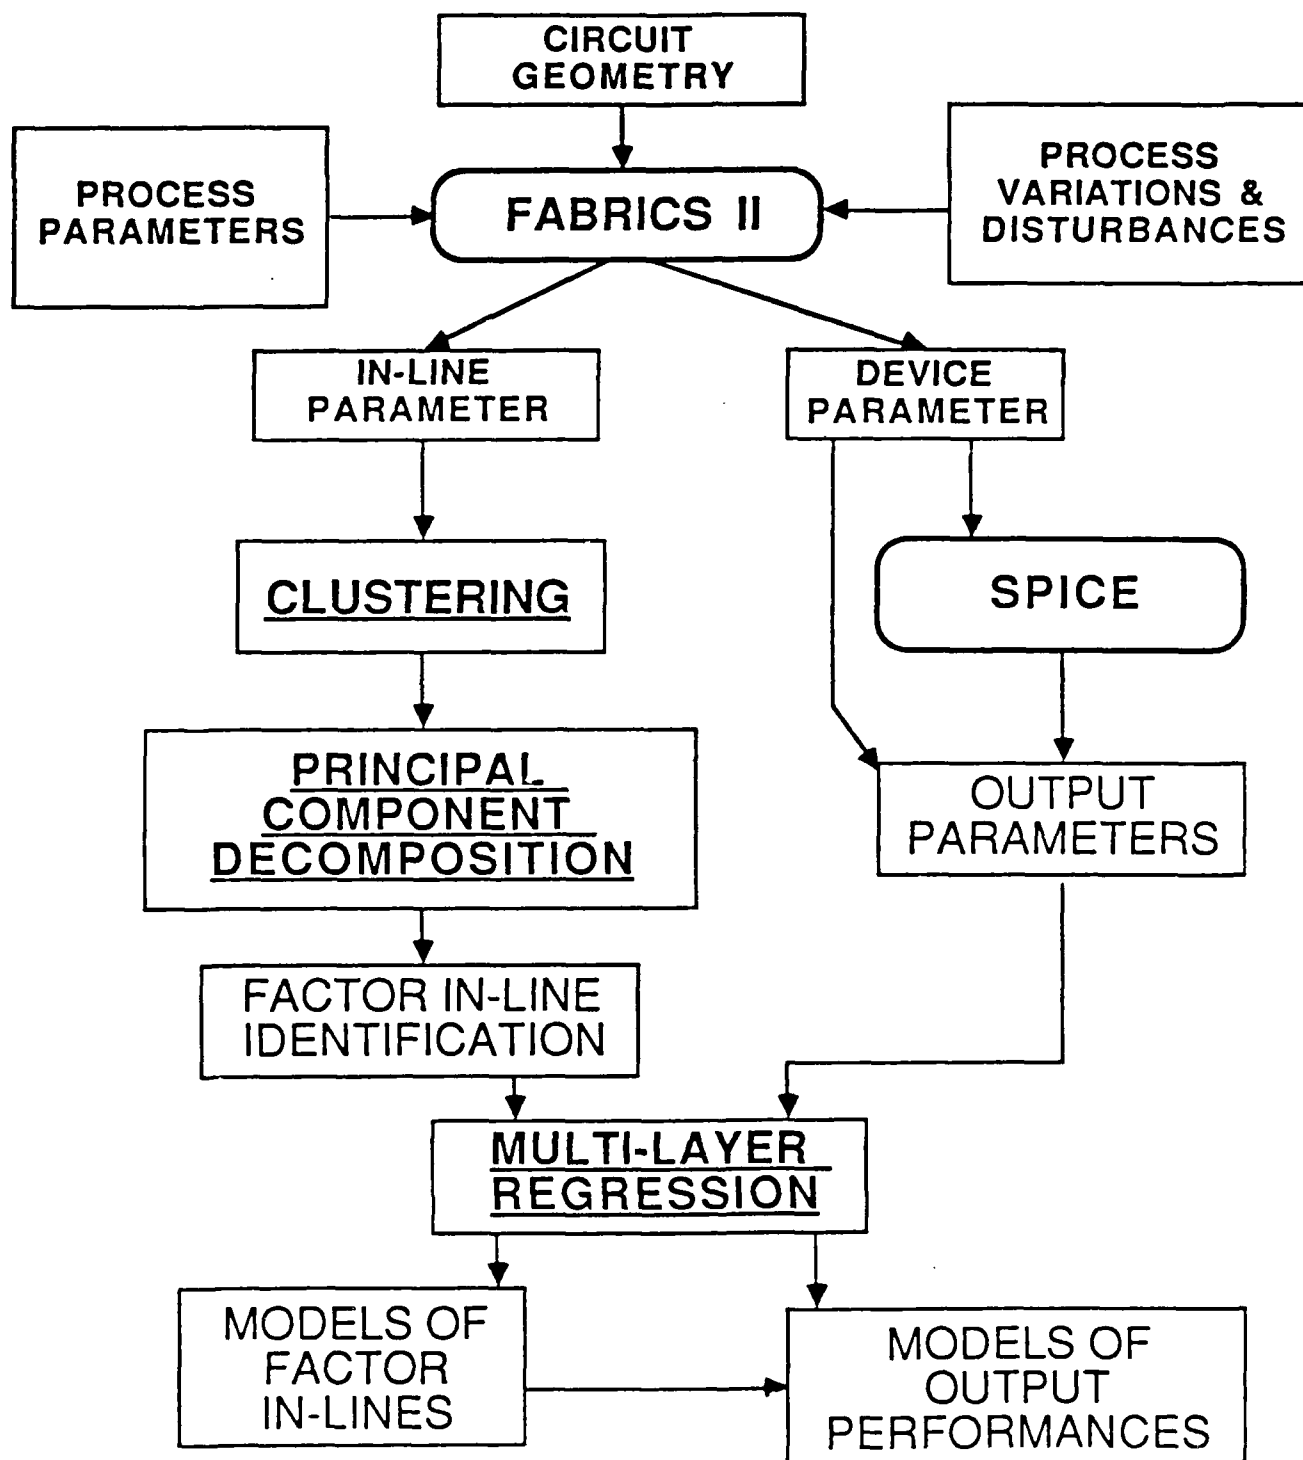 CIRCUIT
GEOMETRY
PROCESS
PARAMETERS
FABRICS II
PROCESS
VARIATIONS &
DISTURBANCES
IN-LINE
PARAMETER
DEVICE
PARAMETER
CLUSTERING
SPICE
PRINCIPAL
COMPONENT
DECOMPOSITION
OUTPUT
PARAMETERS
FACTOR IN-LINE
IDENTIFICATION
MULTI-LAYER
REGRESSION
MODELS OF
FACTOR
IN-LINES
MODELS OF
OUTPUT
PERFORMANCES